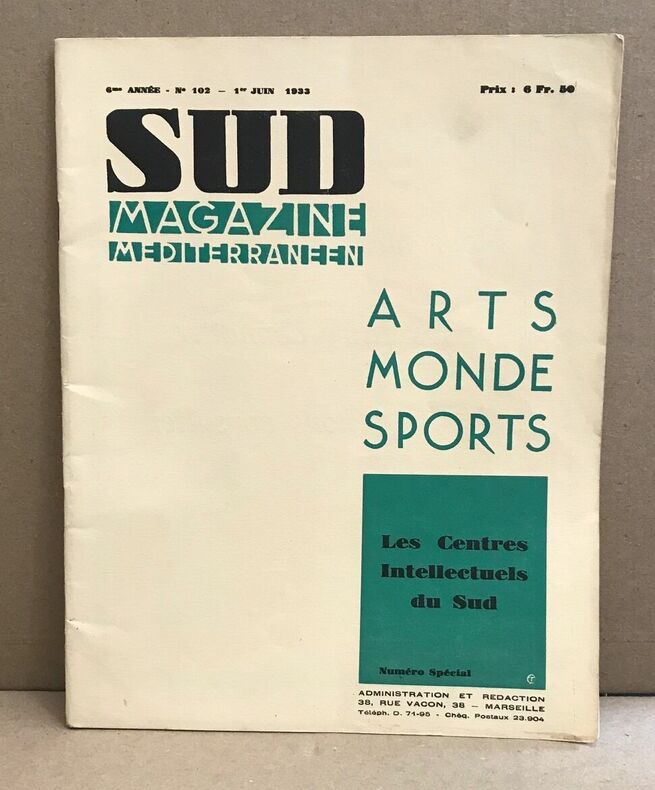 6me ANNÉE - N° 102 - 1er JUIN 1933
Prix : 6 Fr. 50
SUD
MAGAZINE
MEDITERRANEEN
ARTS
MONDE
SPORTS
Les Centres
Intellectuels
du Sud
Numéro Spécial
ADMINISTRATION ET REDACTION
38, RUE VACON, 38 - MARSEILLE
Téléph. D. 71-95 - Chèq. Postaux 23.904